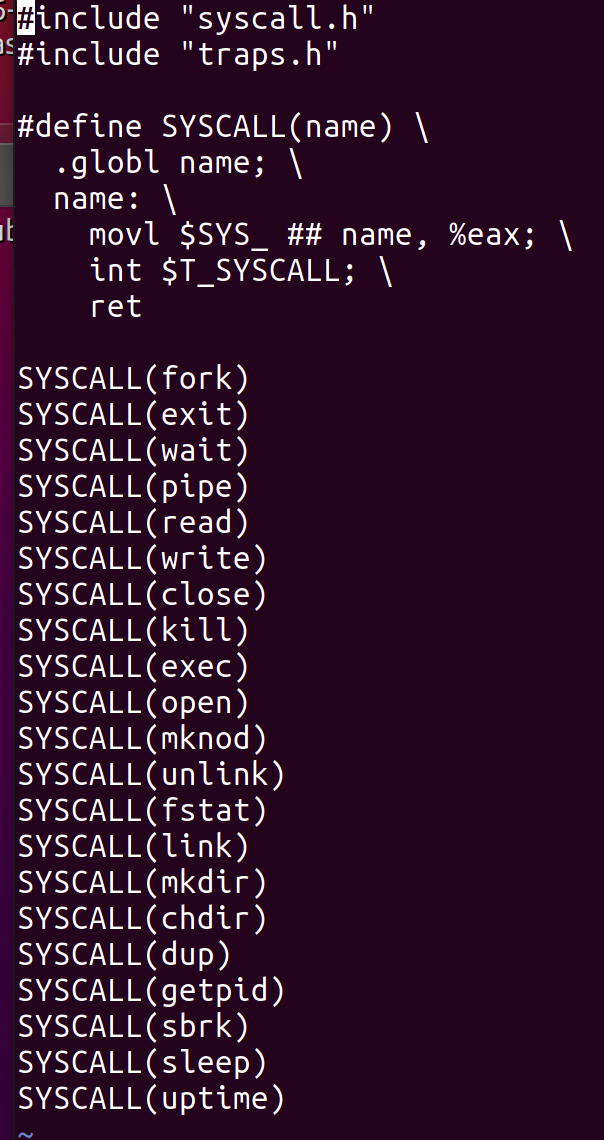 #include "syscall.h"
#include "traps.h"

#define SYSCALL(name) \
  .globl name; \
  name: \
    movl $SYS_ ## name, %eax; \
    int $T_SYSCALL; \
    ret

SYSCALL(fork)
SYSCALL(exit)
SYSCALL(wait)
SYSCALL(pipe)
SYSCALL(read)
SYSCALL(write)
SYSCALL(close)
SYSCALL(kill)
SYSCALL(exec)
SYSCALL(open)
SYSCALL(mknod)
SYSCALL(unlink)
SYSCALL(fstat)
SYSCALL(link)
SYSCALL(mkdir)
SYSCALL(chdir)
SYSCALL(dup)
SYSCALL(getpid)
SYSCALL(sbrk)
SYSCALL(sleep)
SYSCALL(uptime)
~